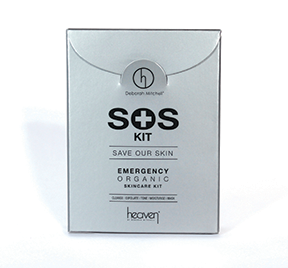 h
Deborah Mitchell
SOS
KIT
SAVE OUR SKIN
EMERGENCY
ORGANIC
SKINCARE KIT
CLEANSE · EXFOLIATE · TONE · MOISTURISE · MASK
heaven